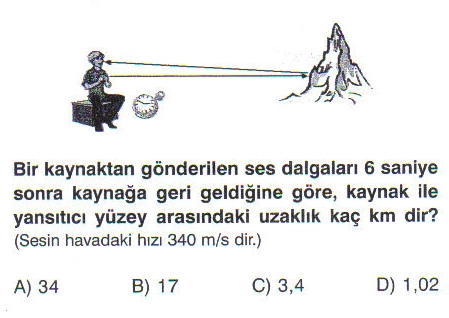 Bir kaynaktan gönderilen ses dalgaları 6 saniye
sonra kaynağa geri geldiğine göre, kaynak ile
yansıtıcı yüzey arasındaki uzaklık kaç km dir?
(Sesin havadaki hızı 340 m/s dir.)
A) 34 B) 17 C) 3,4 D) 1,02